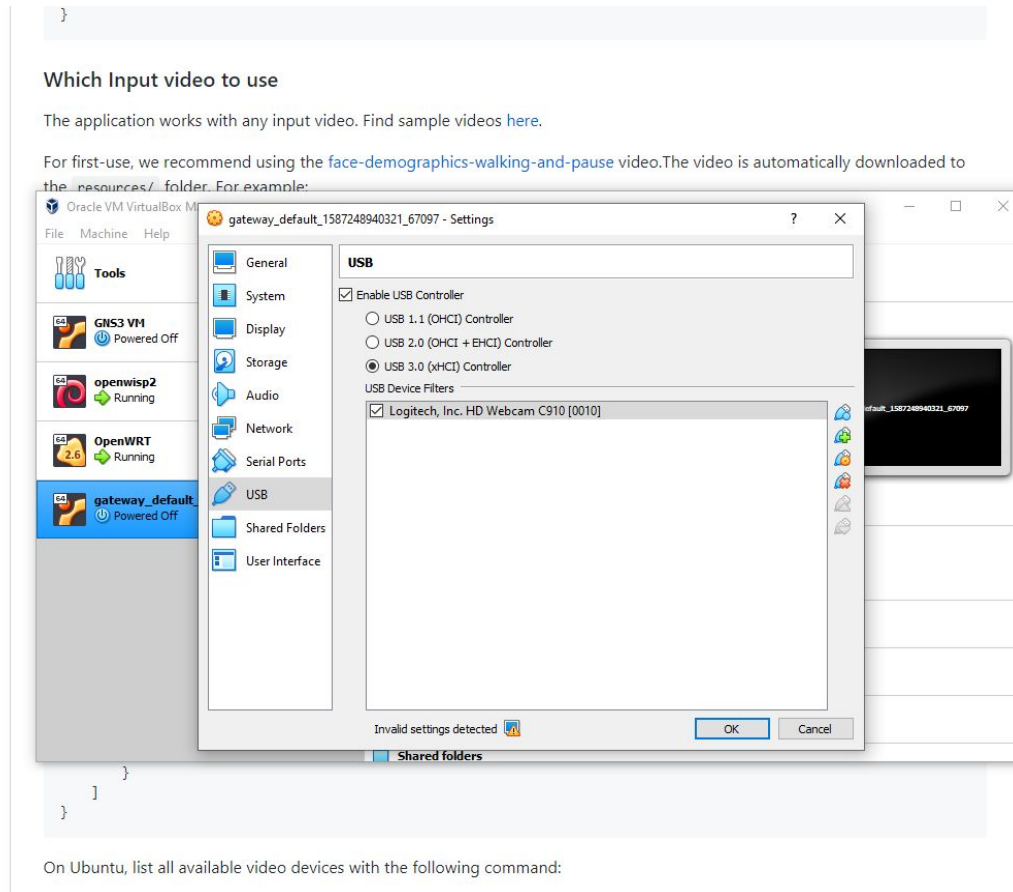 }
Which Input video to use
The application works with any input video. Find sample videos here.
For first-use, we recommend using the face-demographics-walking-and-pause video.The video is automatically downloaded to
the resources/ folder. For example:
Oracle VM VirtualBox M
File Machine Help
Tools
64 GNS3 VM
Powered Off
64 openwisp2
Running
64 OpenWRT
2.6 Running
64 gateway_default_
Powered Off
gateway_default_1587248940321_67097 - Settings
?
General
System
Display
Storage
Audio
Network
Serial Ports
USB
Shared Folders
User Interface
USB
Enable USB Controller
USB 1.1 (OHCI) Controller
USB 2.0 (OHCI + EHCI) Controller
USB 3.0 (xHCI) Controller
USB Device Filters
Logitech, Inc. HD Webcam C910 [0010]
Invalid settings detected
OK Cancel
efault_1587248940321_67097
Shared folders
}
]
}
On Ubuntu, list all available video devices with the following command: